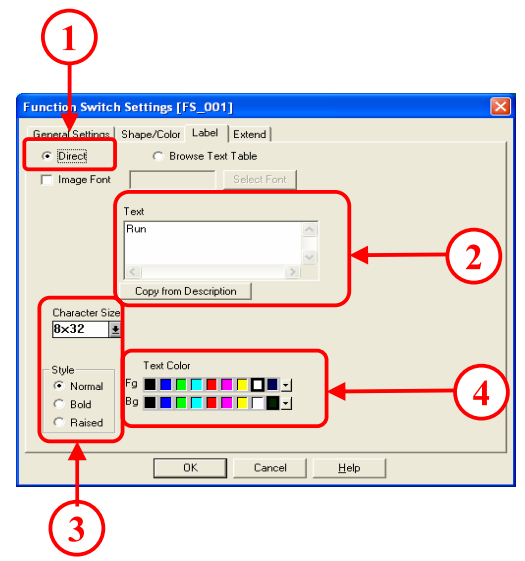 1
Function Switch Settings [FS_001]
General Settings Shape/Color Label Extend
Direct Browse Text Table
Image Font Select Font
Text
Run
2
Copy from Description
Character Size
8x32
Style
Normal
Bold
Raised
Text Color
Fg
Bg
4
OK Cancel Help
3